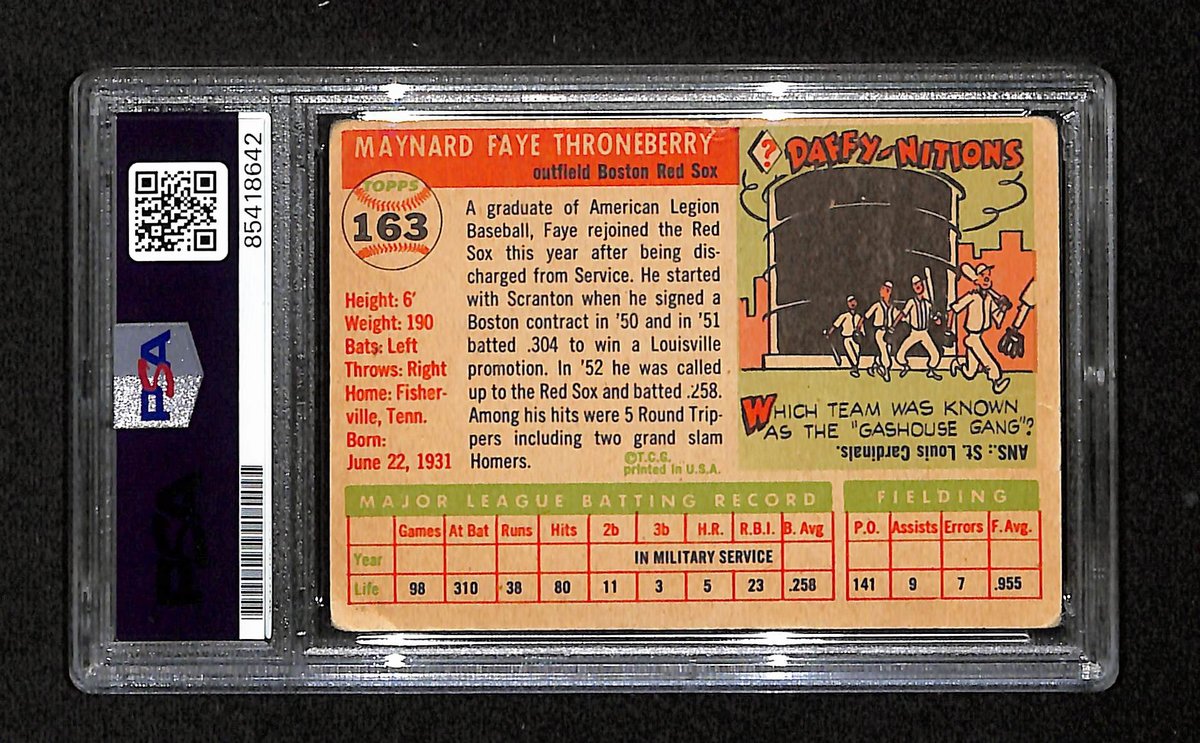 85418642
PSA
PSA
MAYNARD FAYE THRONEBERRY
outfield Boston Red Sox
TOPPS
163
Height: 6'
Weight: 190
Bats: Left
Throws: Right
Home: Fisher-
ville, Tenn.
Born:
June 22, 1931
A graduate of American Legion
Baseball, Faye rejoined the Red
Sox this year after being dis-
charged from Service. He started
with Scranton when he signed a
Boston contract in '50 and in '51
batted .304 to win a Louisville
promotion. In '52 he was called
up to the Red Sox and batted .258.
Among his hits were 5 Round Trip-
pers including two grand slam
Homers.
©T.C.G.
printed in U.S.A.
?
DAFFY-NITIONS
WHICH TEAM WAS KNOWN
AS THE "GASHOUSE GANG"?
ANS.: St. Louis Cardinals.
MAJOR LEAGUE BATTING RECORD
Games At Bat Runs Hits 2b 3b H.R. R.B.I. B. Avg
Year IN MILITARY SERVICE
Life 98 310 38 80 11 3 5 23 .258
FIELDING
P.O. Assists Errors F. Avg.
141 9 7 .955